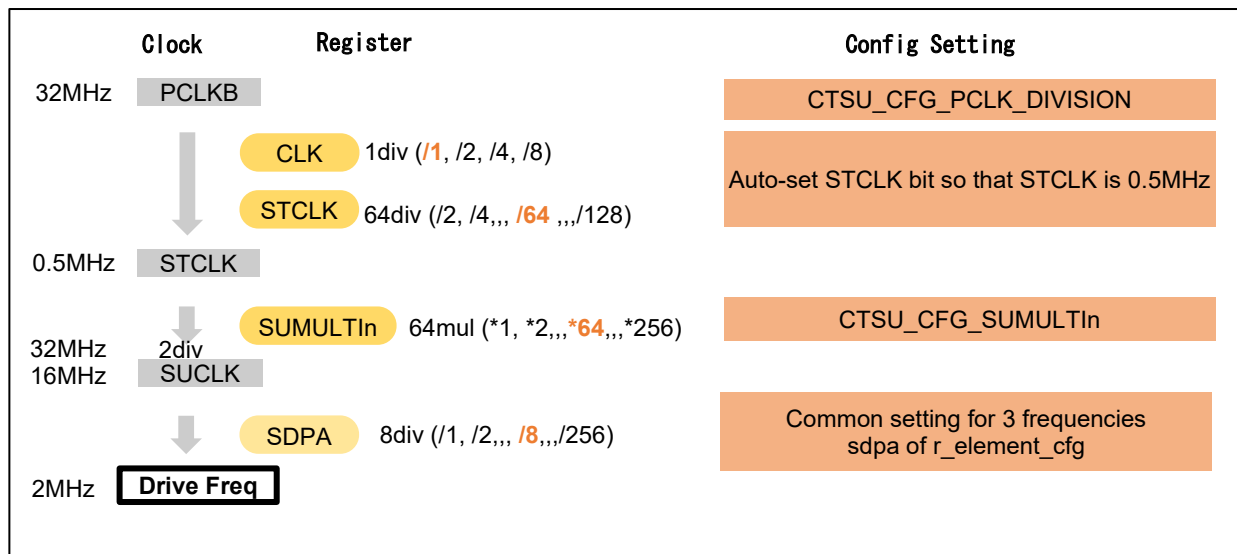 Clock Register Config Setting
32MHz PCLKB CTSU_CFG_PCLK_DIVISION
CLK 1div (/1, /2, /4, /8)
Auto-set STCLK bit so that STCLK is 0.5MHz
STCLK 64div (/2, /4,,, /64 ,,,/128)
0.5MHz STCLK
SUMULTIn 64mul (*1, *2,,,*64,,,*256) CTSU_CFG_SUMULTIn
32MHz 2div
16MHz SUCLK
SDPA 8div (/1, /2,,, /8,,,/256)
Common setting for 3 frequencies
sdpa of r_element_cfg
2MHz Drive Freq